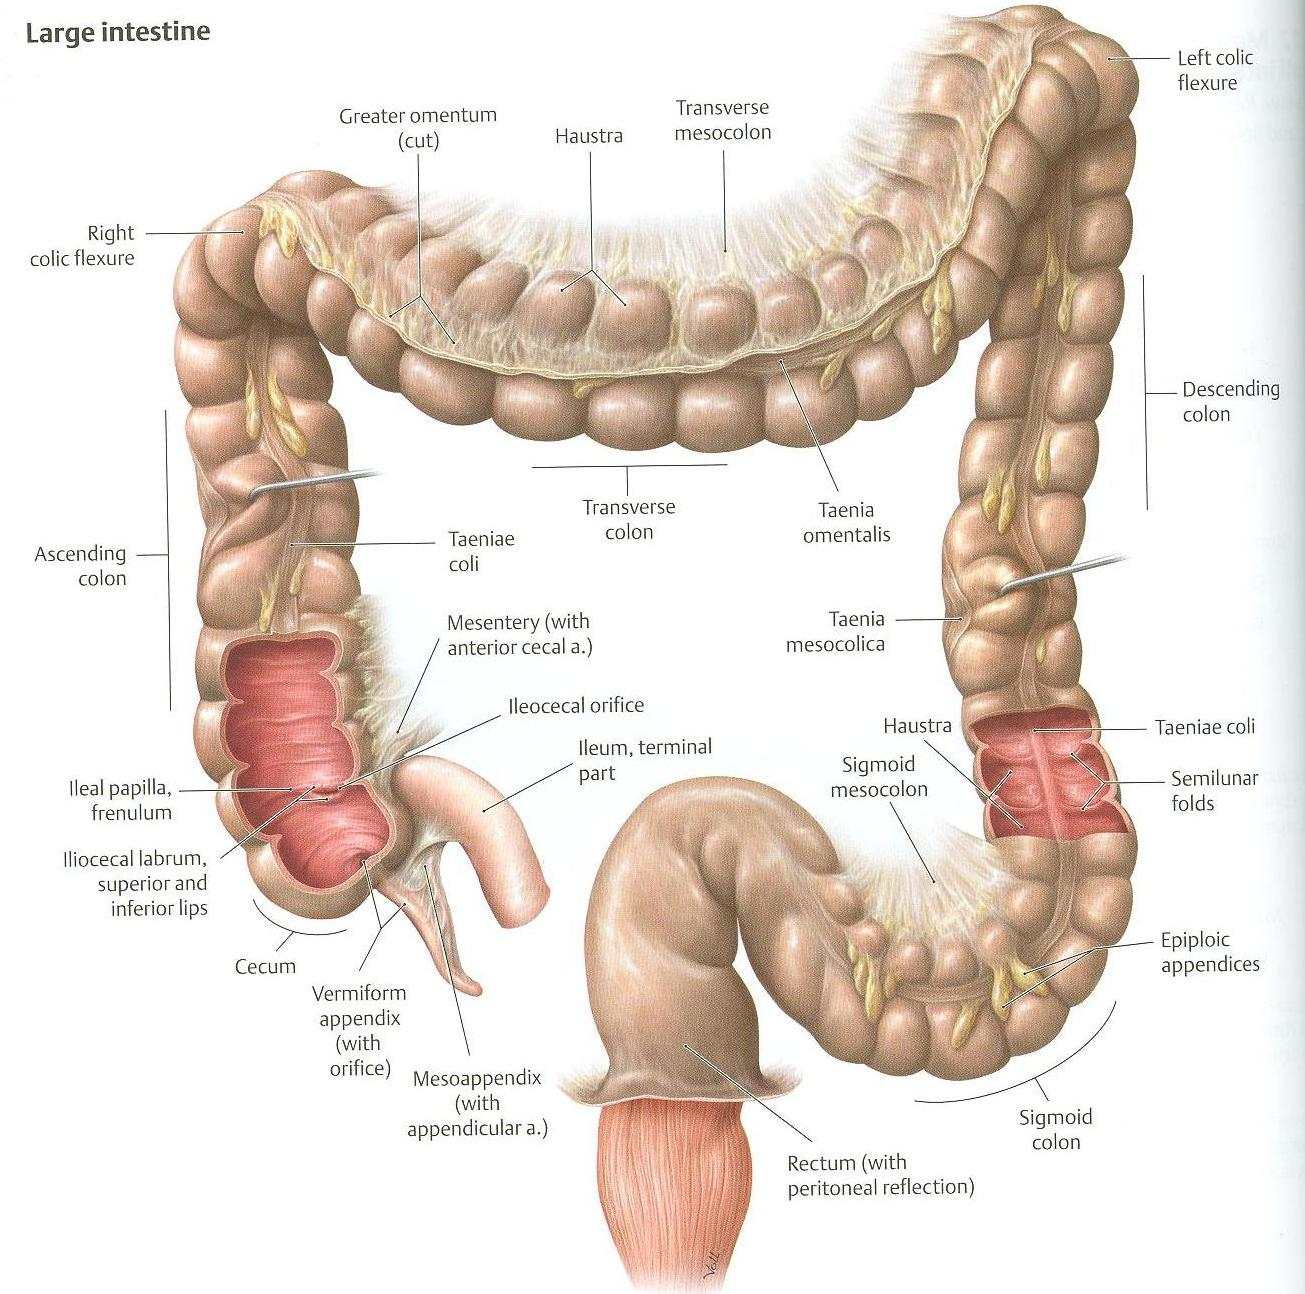 Large intestine
Left colic
flexure
Greater omentum
(cut)
Haustra
Transverse
mesocolon
Right
colic flexure
Descending
colon
Transverse
colon
Taenia
omentalis
Ascending
colon
Taeniae
coli
Mesentery (with
anterior cecal a.)
Taenia
mesocolica
Ileocecal orifice
Ileum, terminal
part
Haustra
Taeniae coli
Sigmoid
mesocolon
Semilunar
folds
Ileal papilla,
frenulum
Iliocecal labrum,
superior and
inferior lips
Cecum
Vermiform
appendix
(with
orifice)
Mesoappendix
(with
appendicular a.)
Epiploic
appendices
Sigmoid
colon
Rectum (with
peritoneal reflection)